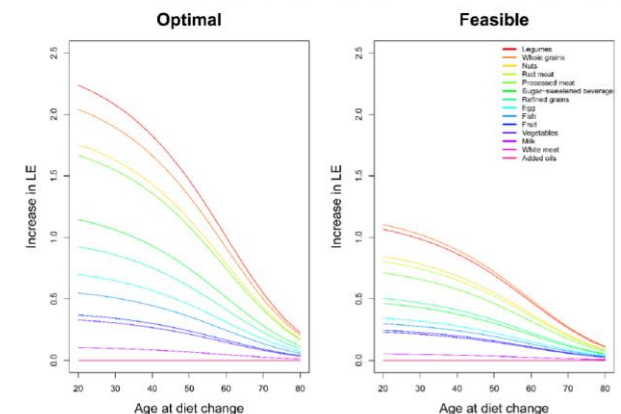 Optimal
Feasible
2.5
2.0
1.5
1.0
0.5
0.0
Increase in LE
20 30 40 50 60 70 80
Age at diet change
2.5
2.0
1.5
1.0
0.5
0.0
Increase in LE
Legumes
Whole grains
Nuts
Red meat
Processed meat
Sugar-sweetened beverage
Refined grains
Egg
Fish
Fruit
Vegetables
Milk
White meat
Added oils
20 30 40 50 60 70 80
Age at diet change